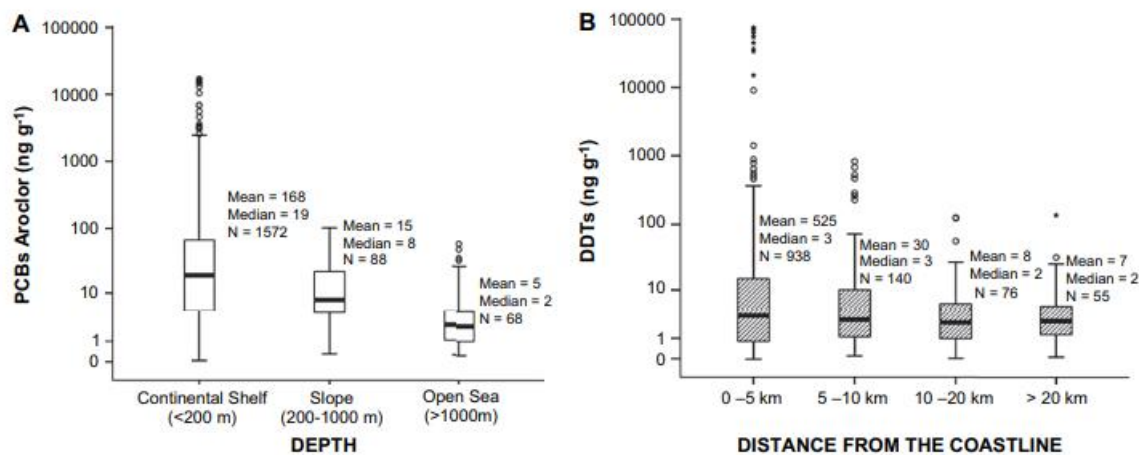 A
PCBs Aroclor (ng g-1)
100000
10000
1000
100
10
1
0
Mean = 168
Median = 19
N = 1572
Mean = 15
Median = 8
N = 88
Mean = 5
Median = 2
N = 68
Continental Shelf
(<200 m)
Slope
(200-1000 m)
Open Sea
(>1000m)
DEPTH
B
DDTs (ng g-1)
100000
10000
1000
100
10
1
0
Mean = 525
Median = 3
N = 938
Mean = 30
Median = 3
N = 140
Mean = 8
Median = 2
N = 76
Mean = 7
Median = 2
N = 55
0 –5 km
5 –10 km
10 –20 km
> 20 km
DISTANCE FROM THE COASTLINE